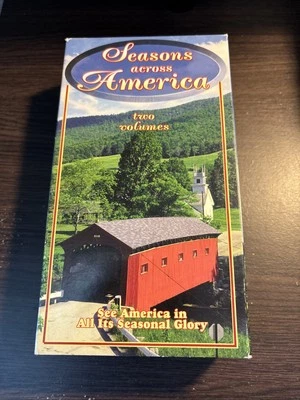 Seasons
across
America
two
volumes
See America in
All Its Seasonal Glory